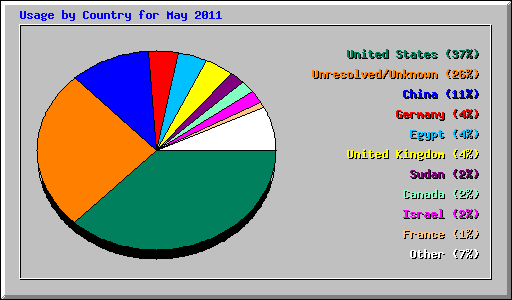 Usage by Country for May 2011
United States (37%)
Unresolved/Unknown (26%)
China (11%)
Germany (4%)
Egypt (4%)
United Kingdom (4%)
Sudan (2%)
Canada (2%)
Israel (2%)
France (1%)
Other (7%)